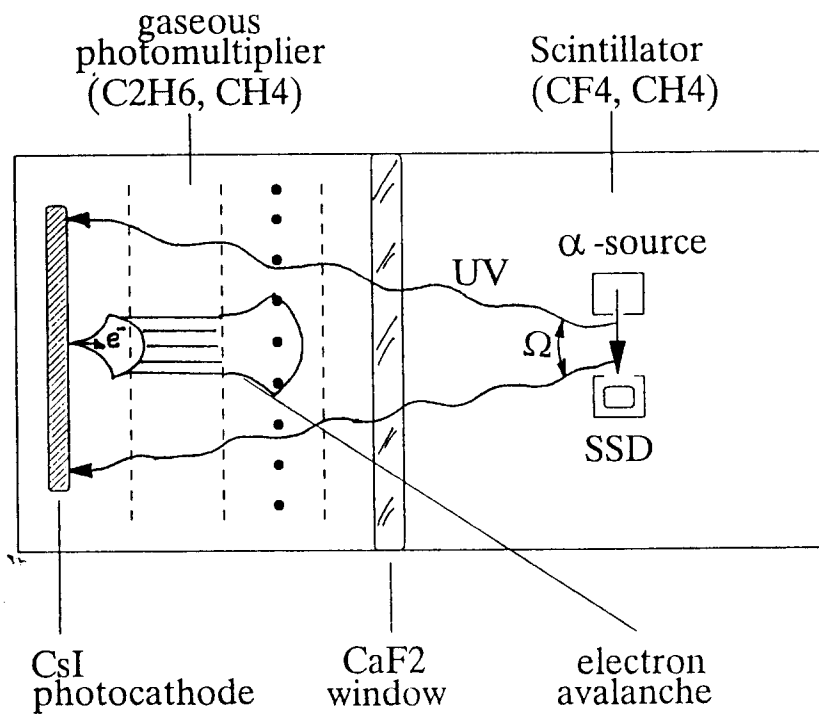 gaseous
photomultiplier
(C2H6, CH4)
Scintillator
(CF4, CH4)
α -source
UV
Ω
e-
SSD
CsI
photocathode
CaF2
window
electron
avalanche